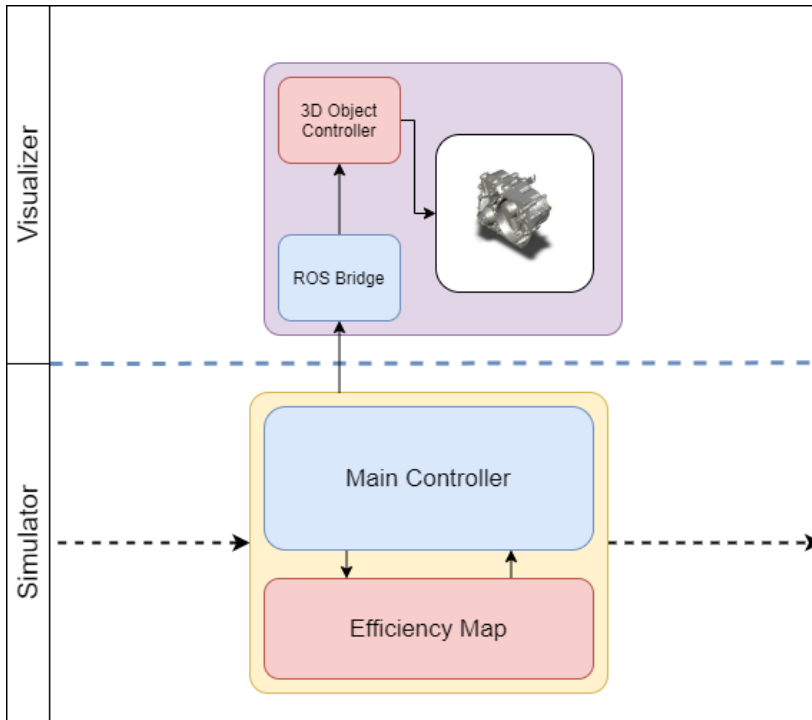 Visualizer
3D Object
Controller
ROS Bridge
Simulator
Main Controller
Efficiency Map